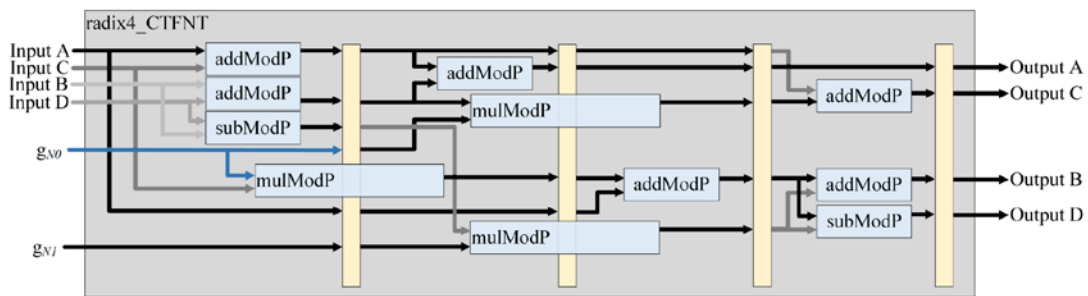 radix4_CTFNT
Input A
Input C
Input B
Input D
addModP
addModP
subModP
addModP
mulModP
Output A
Output C
addModP
gN0
mulModP
addModP
addModP
Output B
subModP
Output D
gN1
mulModP